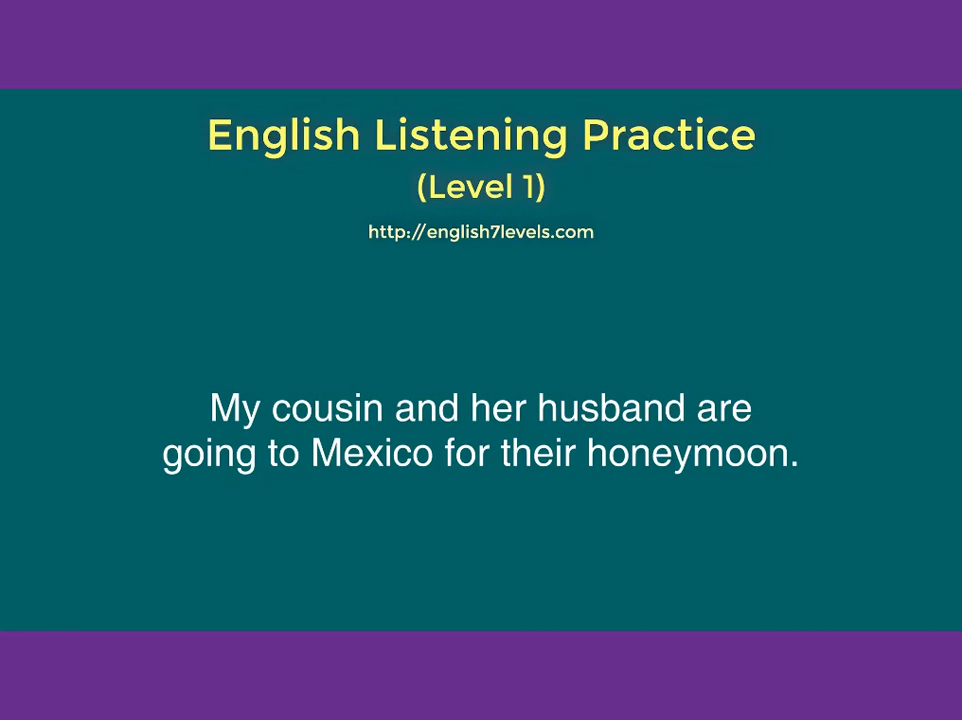 English Listening Practice
(Level 1)
http://english7levels.com
My cousin and her husband are
going to Mexico for their honeymoon.